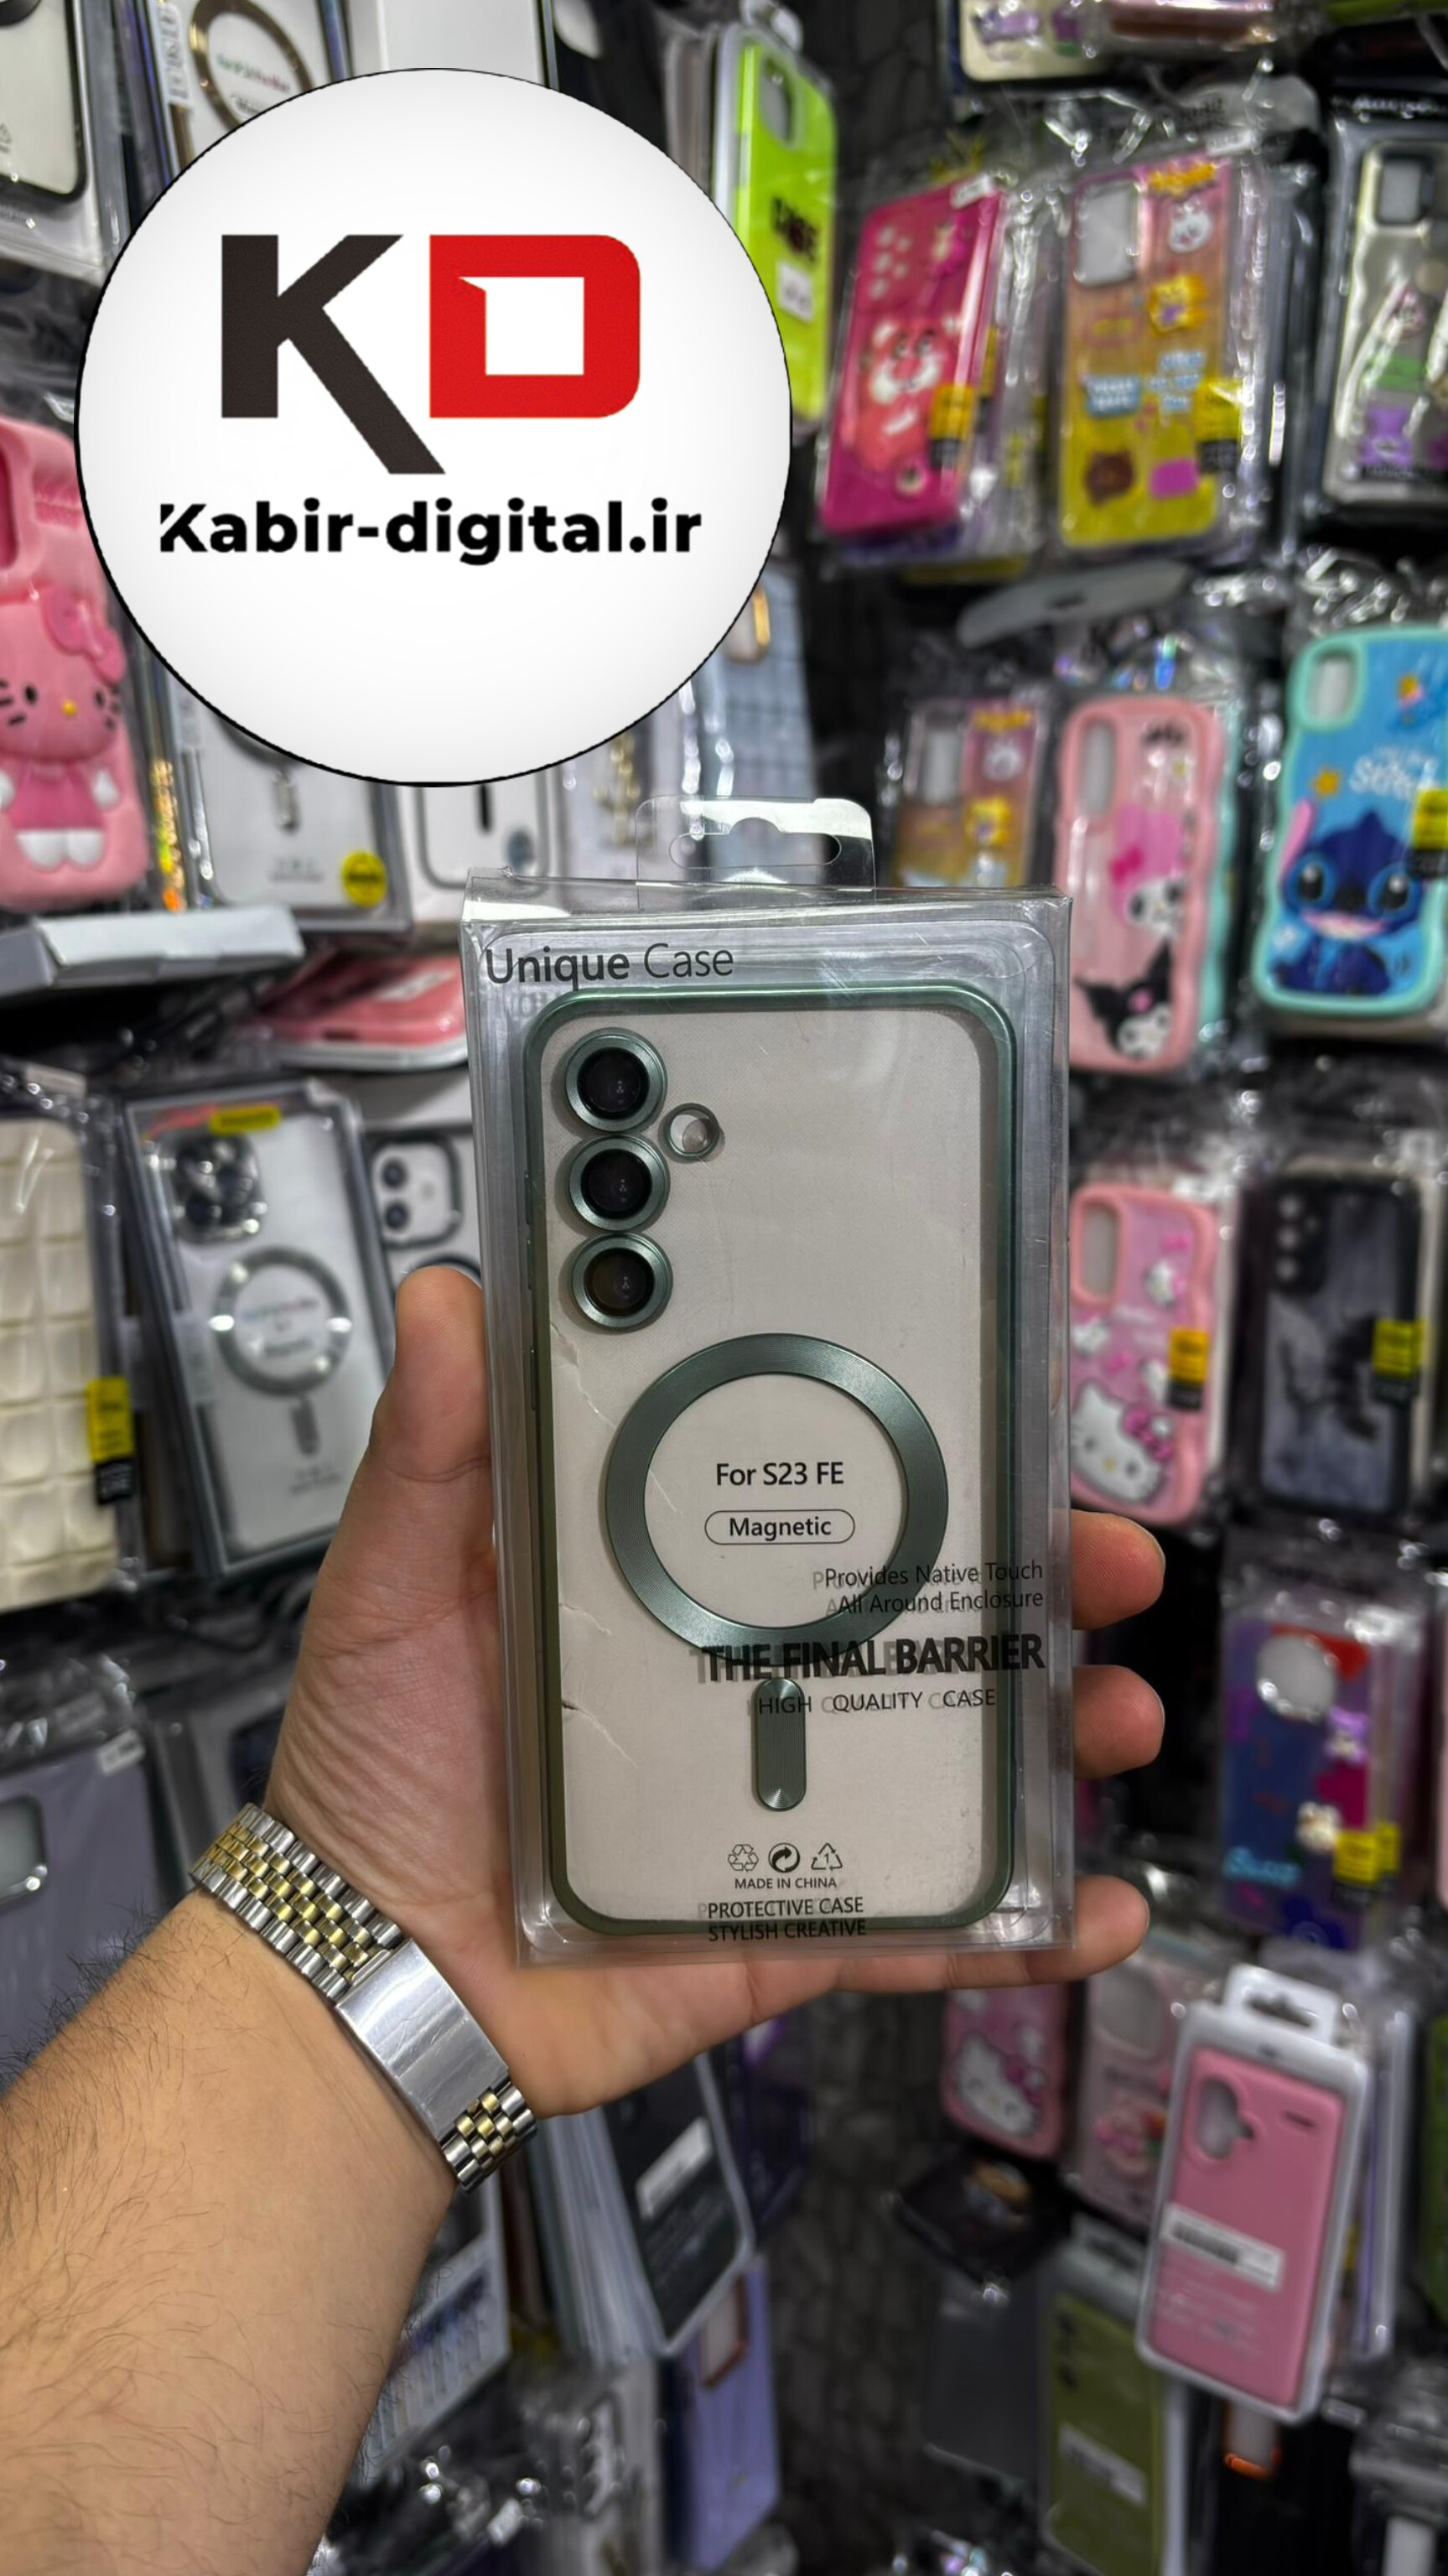 KD
Kabir-digital.ir
Unique Case
For S23 FE
Magnetic
Provides Native Touch
All Around Enclosure
THE FINAL BARRIER
HIGH QUALITY CASE
MADE IN CHINA
PROTECTIVE CASE
STYLISH CREATIVE